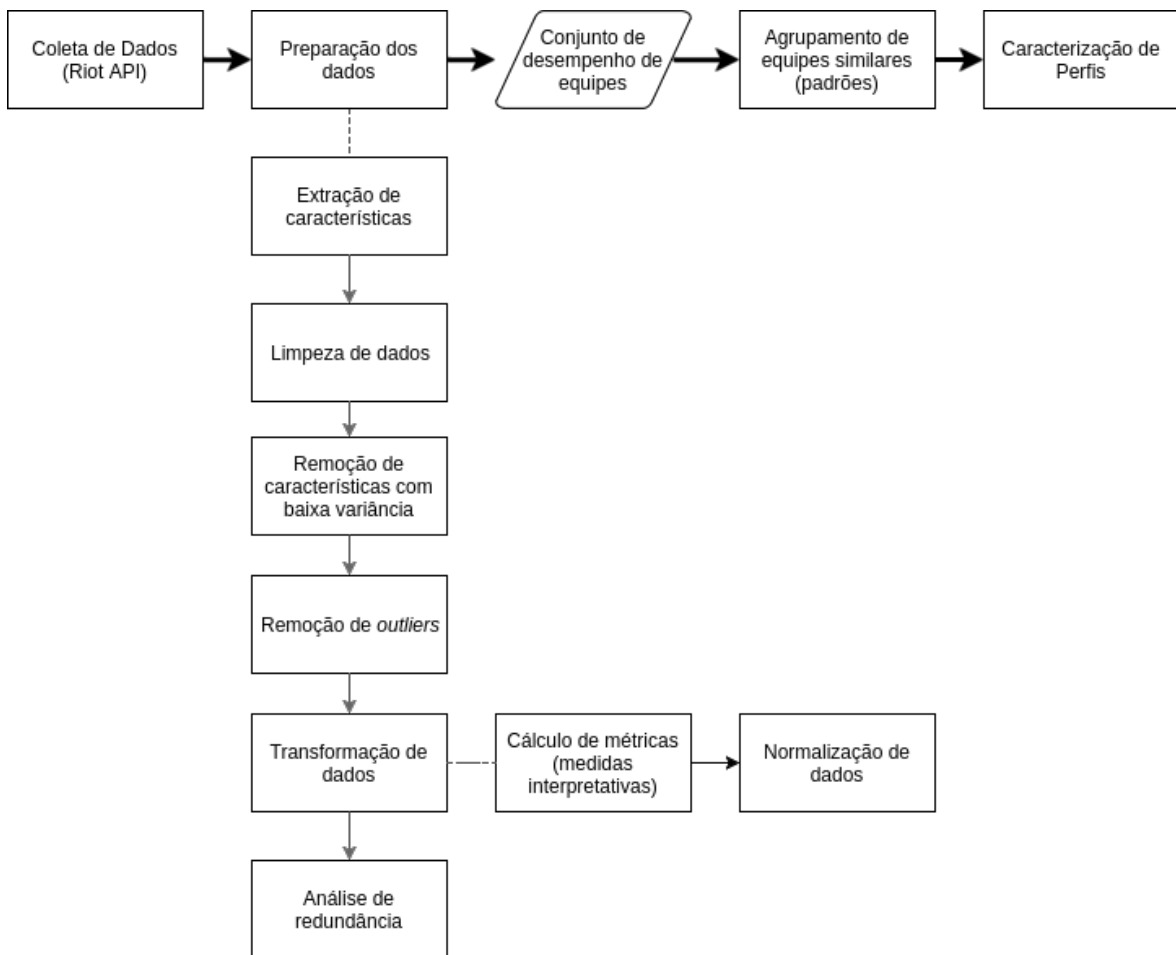 Coleta de Dados
(Riot API)
Preparação dos
dados
Conjunto de
desempenho de
equipes
Agrupamento de
equipes similares
(padrões)
Caracterização de
Perfis
Extração de
características
Limpeza de dados
Remoção de
características com
baixa variância
Remoção de outliers
Transformação de
dados
Cálculo de métricas
(medidas
interpretativas)
Normalização de
dados
Análise de
redundância